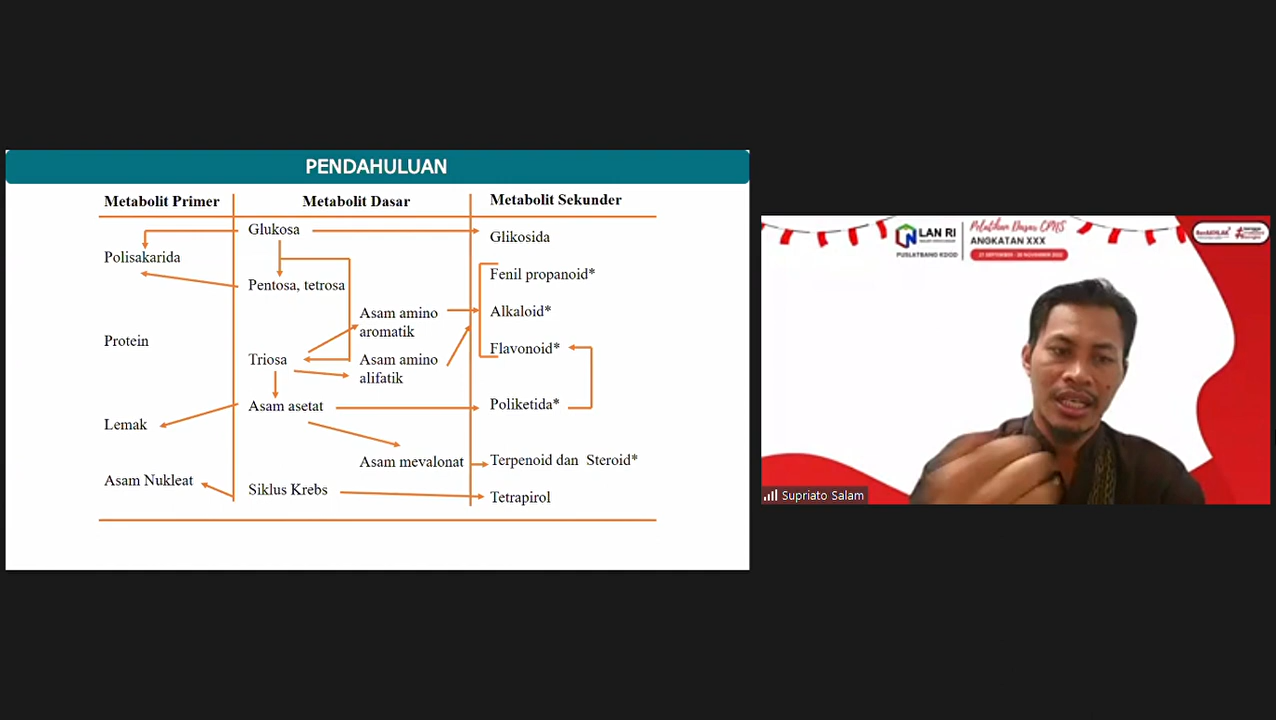 PENDAHULUAN
Metabolit Primer
Metabolit Dasar
Metabolit Sekunder
Glukosa
Glikosida
Polisakarida
Fenil propanoid*
Pentosa, tetrosa
Asam amino
aromatik
Alkaloid*
Protein
Flavonoid*
Triosa
Asam amino
alifatik
Asam asetat
Poliketida*
Lemak
Asam mevalonat
Terpenoid dan Steroid*
Asam Nukleat
Siklus Krebs
Tetrapirol
LAN RI
PUSLATBANG KDOD
Pelatihan Dasar CPNS
ANGKATAN XXX
Supriato Salam